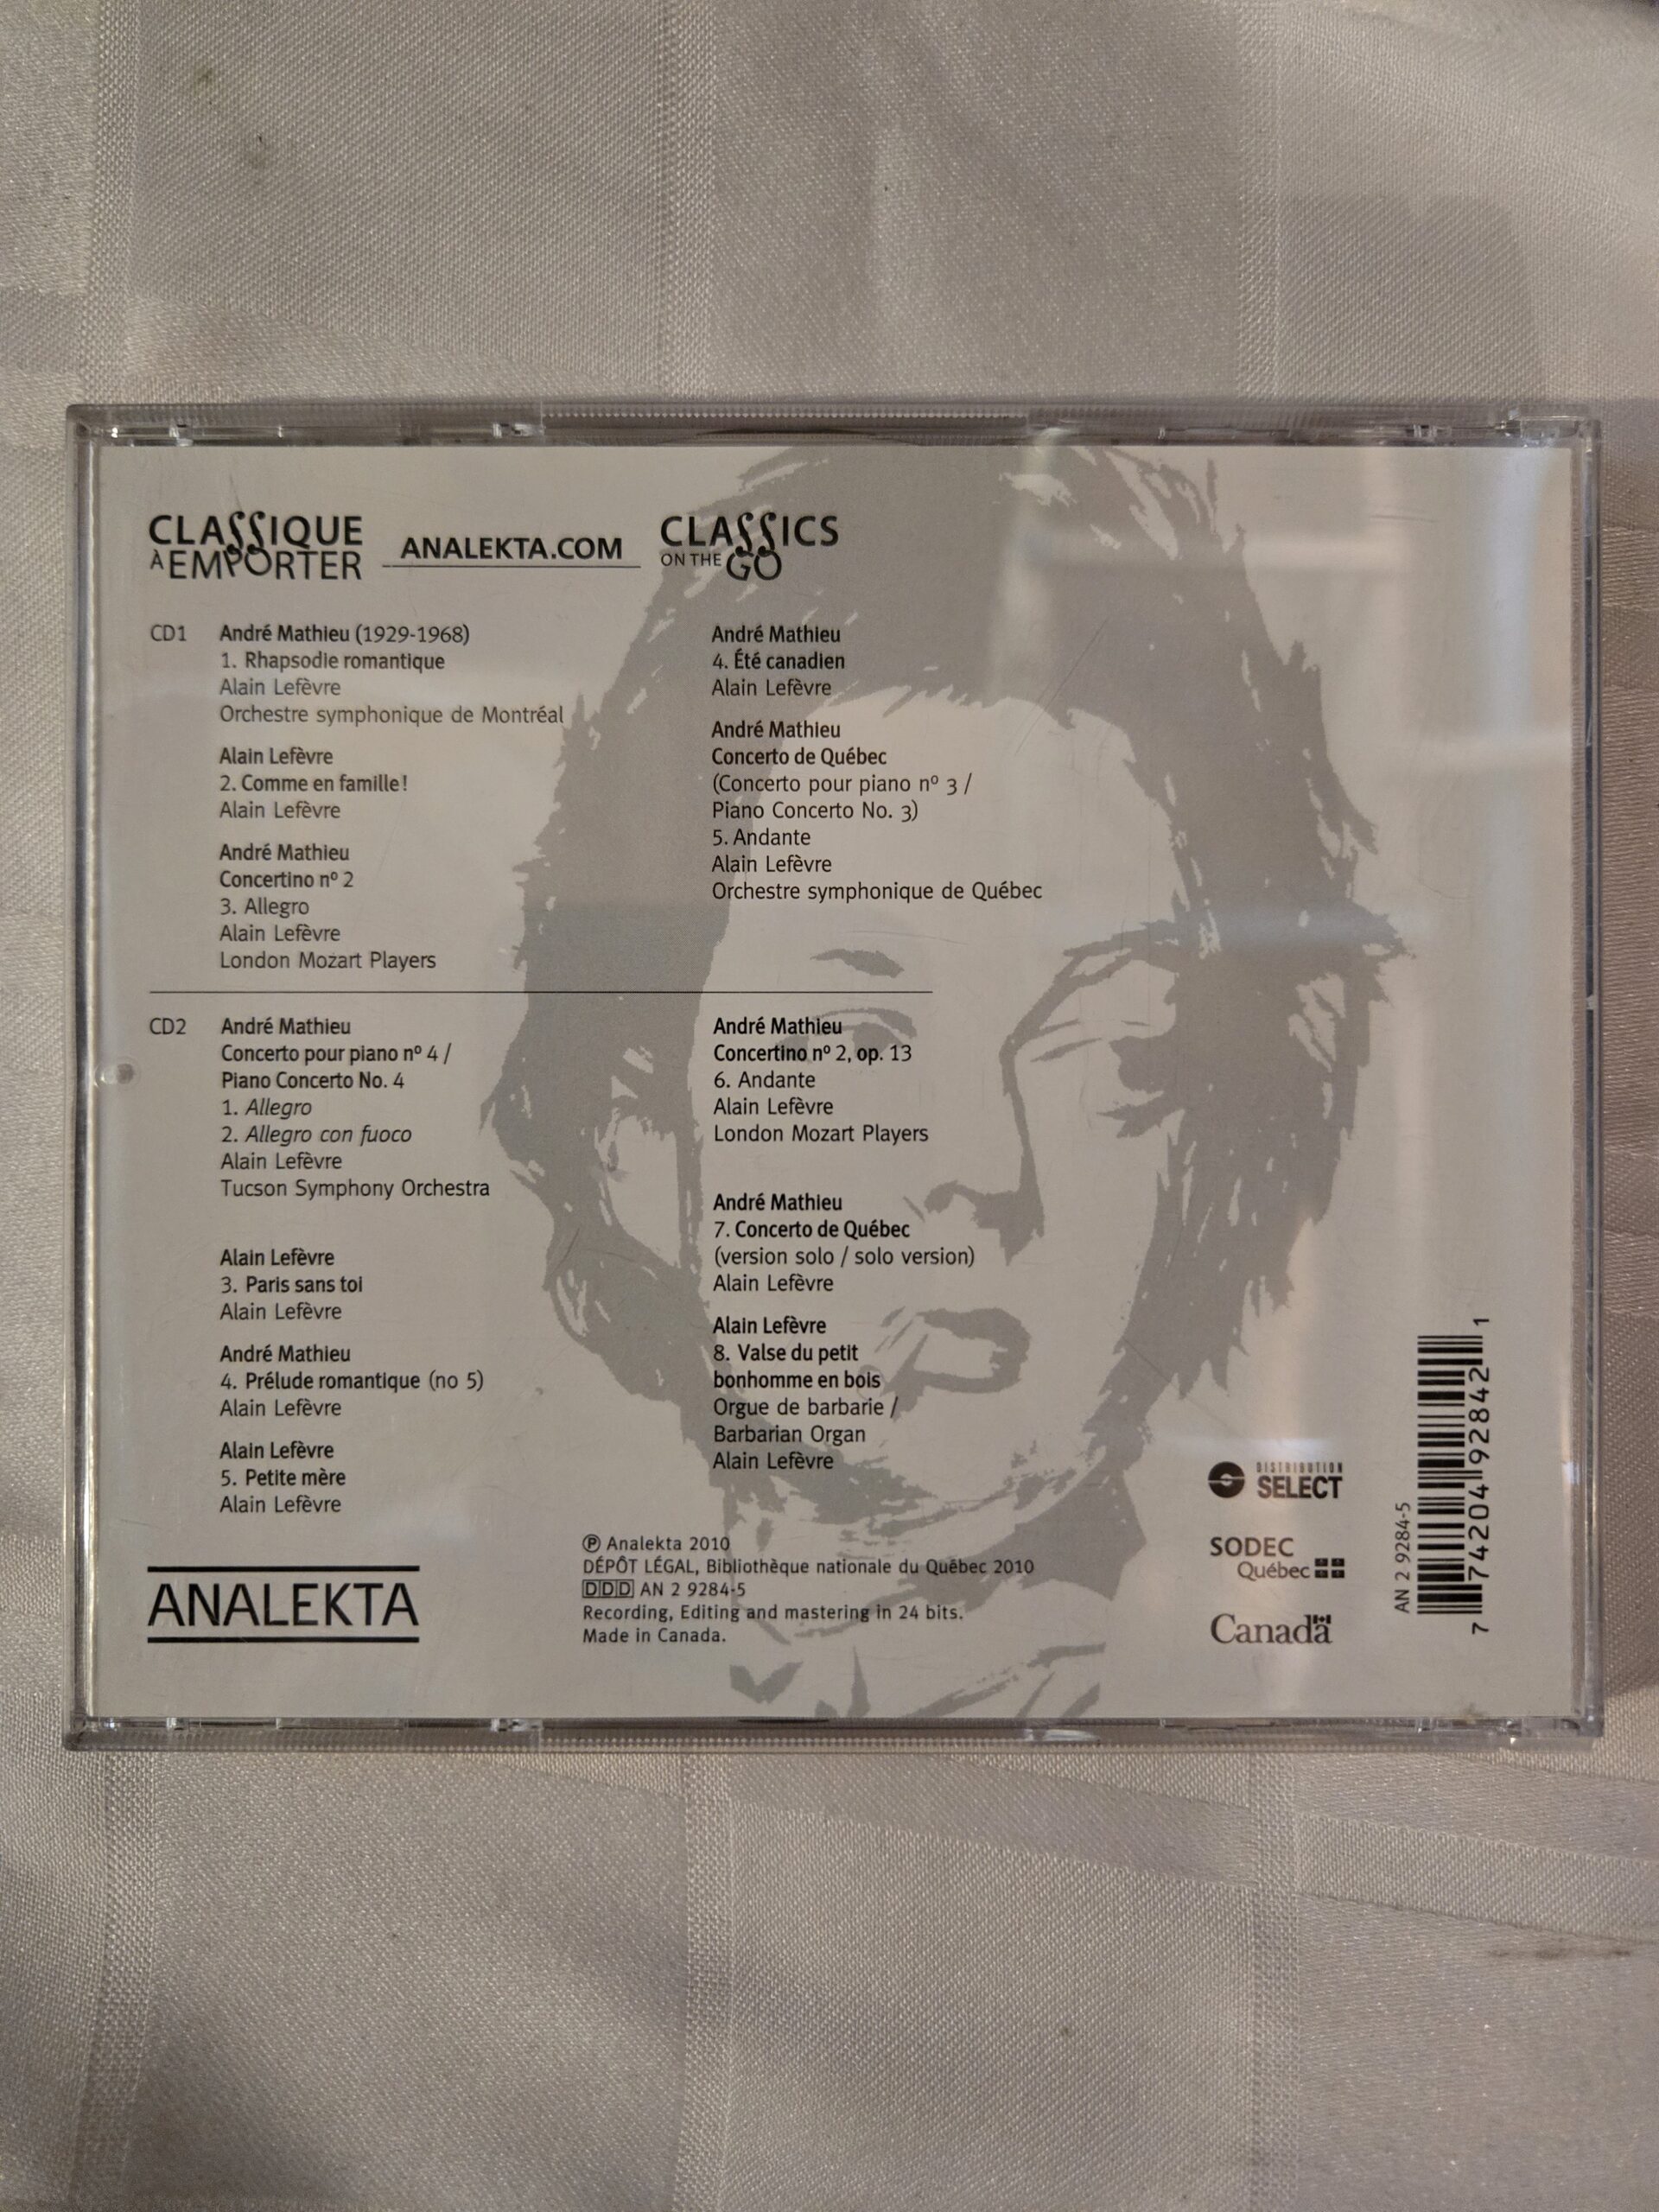 CLASSIQUE
À EMPORTER
ANALEKTA.COM
CLASSICS
ON THE GO
CD1
André Mathieu (1929-1968)
1. Rhapsodie romantique
Alain Lefèvre
Orchestre symphonique de Montréal
Alain Lefèvre
2. Comme en famille!
Alain Lefèvre
André Mathieu
Concertino nº 2
3. Allegro
Alain Lefèvre
London Mozart Players
André Mathieu
4. Été canadien
Alain Lefèvre
André Mathieu
Concerto de Québec
(Concerto pour piano nº 3 /
Piano Concerto No. 3)
5. Andante
Alain Lefèvre
Orchestre symphonique de Québec
CD2
André Mathieu
Concerto pour piano nº 4 /
Piano Concerto No. 4
1. Allegro
2. Allegro con fuoco
Alain Lefèvre
Tucson Symphony Orchestra
Alain Lefèvre
3. Paris sans toi
Alain Lefèvre
André Mathieu
4. Prélude romantique (no 5)
Alain Lefèvre
Alain Lefèvre
5. Petite mère
Alain Lefèvre
André Mathieu
Concertino nº 2, op. 13
6. Andante
Alain Lefèvre
London Mozart Players
André Mathieu
7. Concerto de Québec
(version solo / solo version)
Alain Lefèvre
Alain Lefèvre
8. Valse du petit
bonhomme en bois
Orgue de barbarie /
Barbarian Organ
Alain Lefèvre
ANALEKTA
℗ Analekta 2010
DÉPÔT LÉGAL, Bibliothèque nationale du Québec 2010
DDD AN 2 9284-5
Recording, Editing and mastering in 24 bits.
Made in Canada.
DISTRIBUTION
SELECT
SODEC
Québec
Canada
AN 2 9284-5
7 74204 92842 1